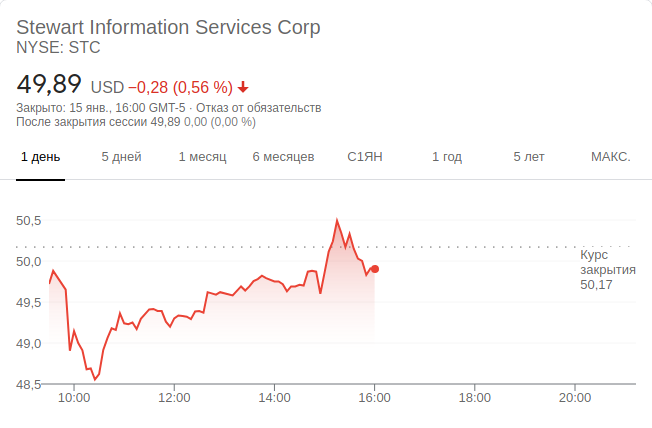 Stewart Information Services Corp
NYSE: STC
49,89 USD −0,28 (0,56 %)
Закрыто: 15 янв., 16:00 GMT-5 · Отказ от обязательств
После закрытия сессии 49,89 0,00 (0,00 %)
1 день 5 дней 1 месяц 6 месяцев С1ЯН 1 год 5 лет МАКС.
50,5
50,0
49,5
49,0
48,5
Курс
закрытия
50,17
10:00 12:00 14:00 16:00 18:00 20:00